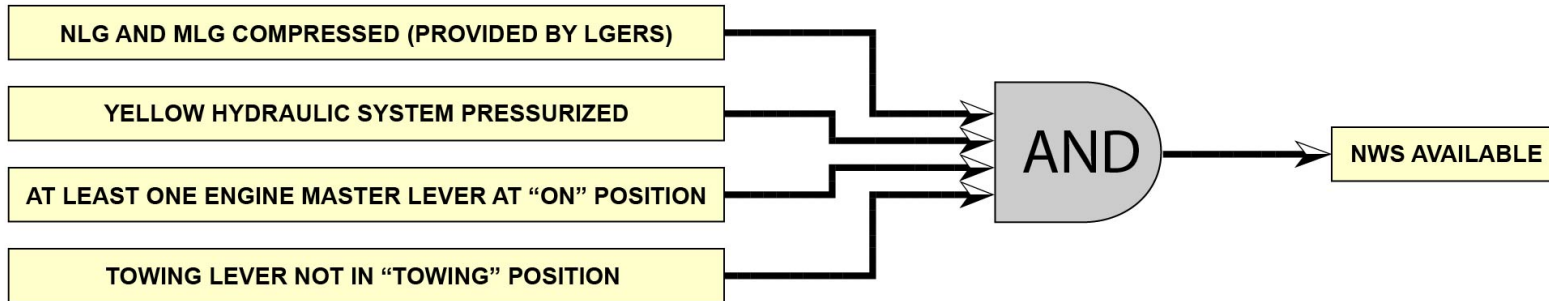 NLG AND MLG COMPRESSED (PROVIDED BY LGERS)
YELLOW HYDRAULIC SYSTEM PRESSURIZED
AT LEAST ONE ENGINE MASTER LEVER AT “ON” POSITION
TOWING LEVER NOT IN “TOWING” POSITION
AND
NWS AVAILABLE